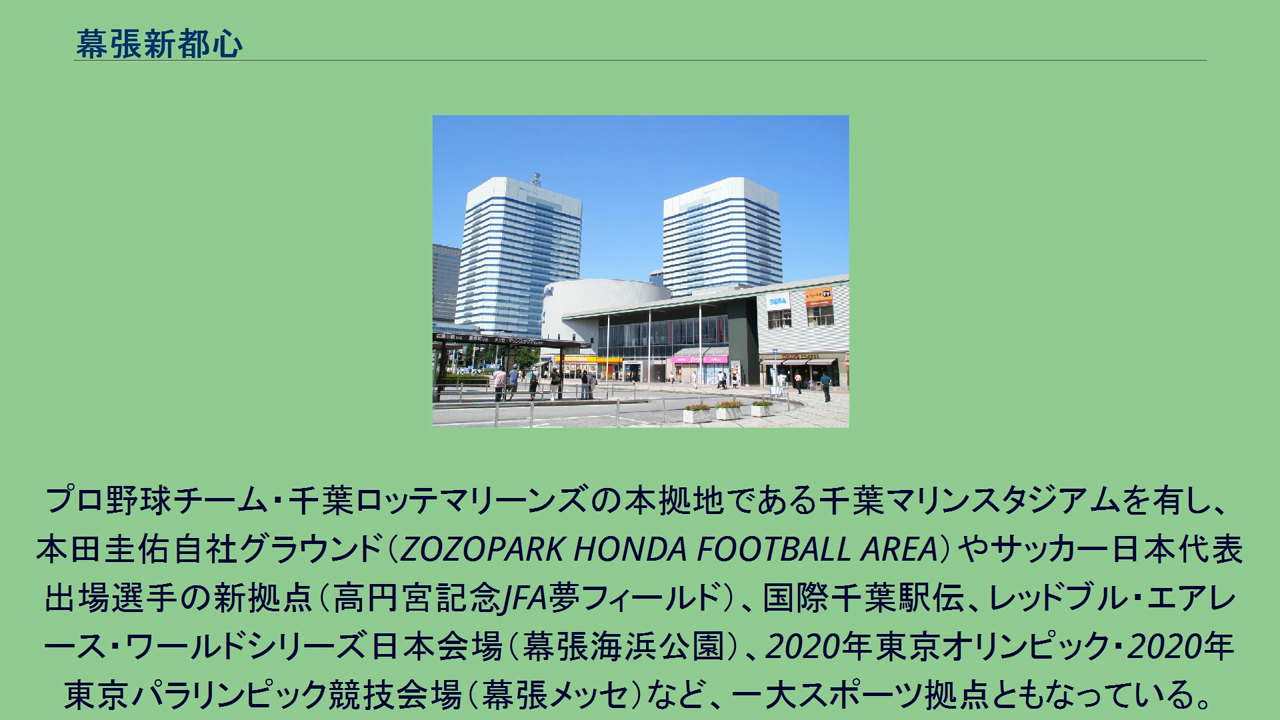 幕張新都心
SEGA
プロ野球チーム・千葉ロッテマリーンズの本拠地である千葉マリンスタジアムを有し、
本田圭佑自社グラウンド（ZOZOPARK HONDA FOOTBALL AREA）やサッカー日本代表
出場選手の新拠点（高円宮記念JFA夢フィールド）、国際千葉駅伝、レッドブル・エアレ
ース・ワールドシリーズ日本会場（幕張海浜公園）、2020年東京オリンピック・2020年
東京パラリンピック競技会場（幕張メッセ）など、一大スポーツ拠点ともなっている。